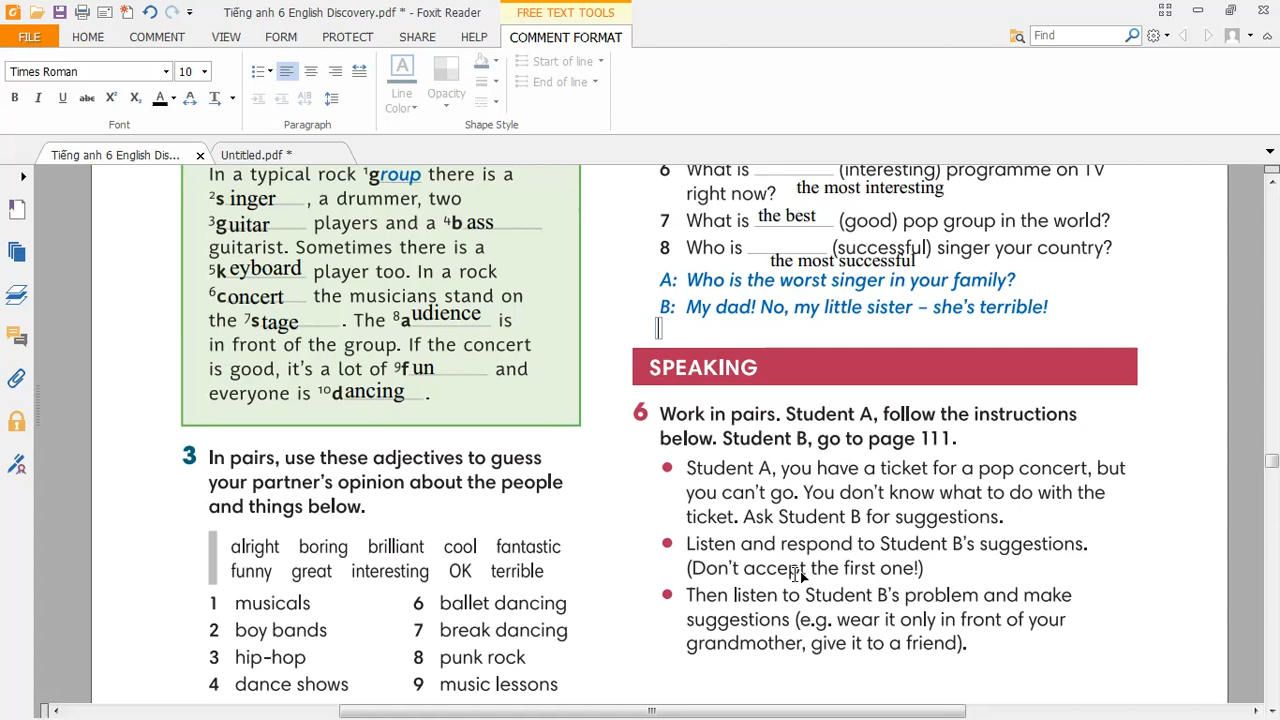 Tiếng anh 6 English Discovery.pdf * - Foxit Reader
FREE TEXT TOOLS
FILE HOME COMMENT VIEW FORM PROTECT SHARE HELP COMMENT FORMAT
Find
Times Roman 10
Start of line
End of line
Line Color
Opacity
Font Paragraph Shape Style
Tiếng anh 6 English Dis... Untitled.pdf *
In a typical rock ¹group there is a
²singer , a drummer, two
³guitar players and a ⁴bass
guitarist. Sometimes there is a
⁵keyboard player too. In a rock
⁶concert the musicians stand on
the ⁷stage . The ⁸audience is
in front of the group. If the concert
is good, it's a lot of ⁹fun and
everyone is ¹⁰dancing .
3 In pairs, use these adjectives to guess
your partner's opinion about the people
and things below.
alright boring brilliant cool fantastic
funny great interesting OK terrible
1 musicals 6 ballet dancing
2 boy bands 7 break dancing
3 hip-hop 8 punk rock
4 dance shows 9 music lessons
6 What is ________ (interesting) programme on TV
right now? the most interesting
7 What is the best (good) pop group in the world?
8 Who is ________ (successful) singer your country?
the most successful
A: Who is the worst singer in your family?
B: My dad! No, my little sister – she's terrible!
SPEAKING
6 Work in pairs. Student A, follow the instructions
below. Student B, go to page 111.
• Student A, you have a ticket for a pop concert, but
you can't go. You don't know what to do with the
ticket. Ask Student B for suggestions.
• Listen and respond to Student B's suggestions.
(Don't accept the first one!)
• Then listen to Student B's problem and make
suggestions (e.g. wear it only in front of your
grandmother, give it to a friend).